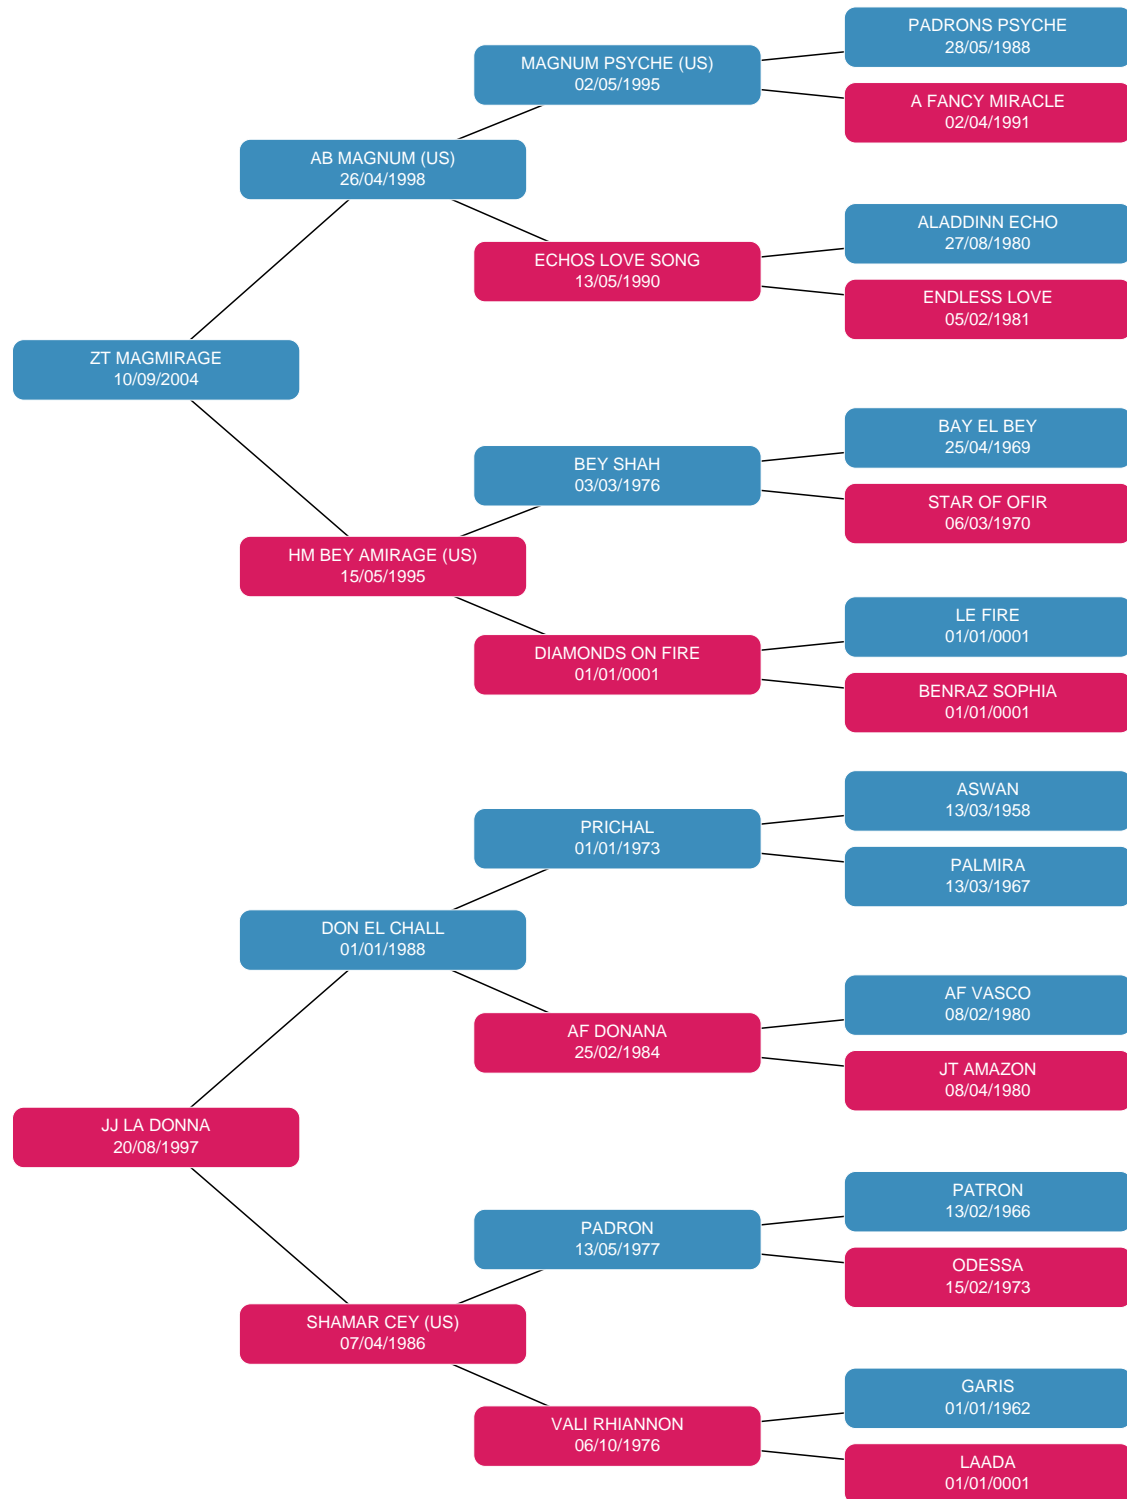 PADRONS PSYCHE
28/05/1988
MAGNUM PSYCHE (US)
02/05/1995
A FANCY MIRACLE
02/04/1991
AB MAGNUM (US)
26/04/1998
ALADDINN ECHO
27/08/1980
ECHOS LOVE SONG
13/05/1990
ENDLESS LOVE
05/02/1981
ZT MAGMIRAGE
10/09/2004
BAY EL BEY
25/04/1969
BEY SHAH
03/03/1976
STAR OF OFIR
06/03/1970
HM BEY AMIRAGE (US)
15/05/1995
LE FIRE
01/01/0001
DIAMONDS ON FIRE
01/01/0001
BENRAZ SOPHIA
01/01/0001
ASWAN
13/03/1958
PRICHAL
01/01/1973
PALMIRA
13/03/1967
DON EL CHALL
01/01/1988
AF VASCO
08/02/1980
AF DONANA
25/02/1984
JT AMAZON
08/04/1980
JJ LA DONNA
20/08/1997
PATRON
13/02/1966
PADRON
13/05/1977
ODESSA
15/02/1973
SHAMAR CEY (US)
07/04/1986
GARIS
01/01/1962
VALI RHIANNON
06/10/1976
LAADA
01/01/0001